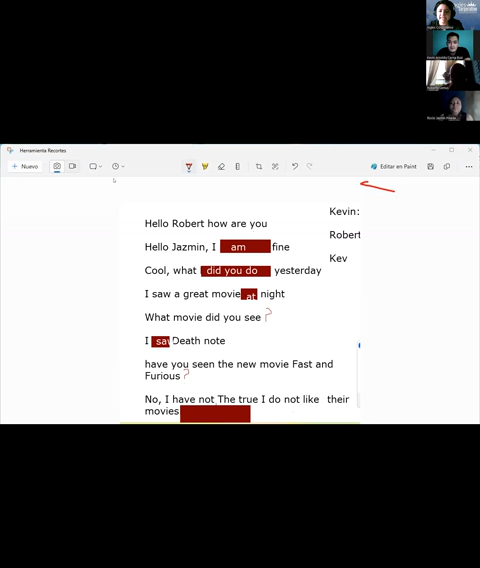 Herramienta Recortes
Nuevo
Editar en Paint
Kevin:
Hello Robert how are you
Robert
Hello Jazmin, I am fine
Kev
Cool, what did you do yesterday
I saw a great movie at night
What movie did you see ?
I saw Death note
have you seen the new movie Fast and
Furious ?
No, I have not The true I do not like their
movies